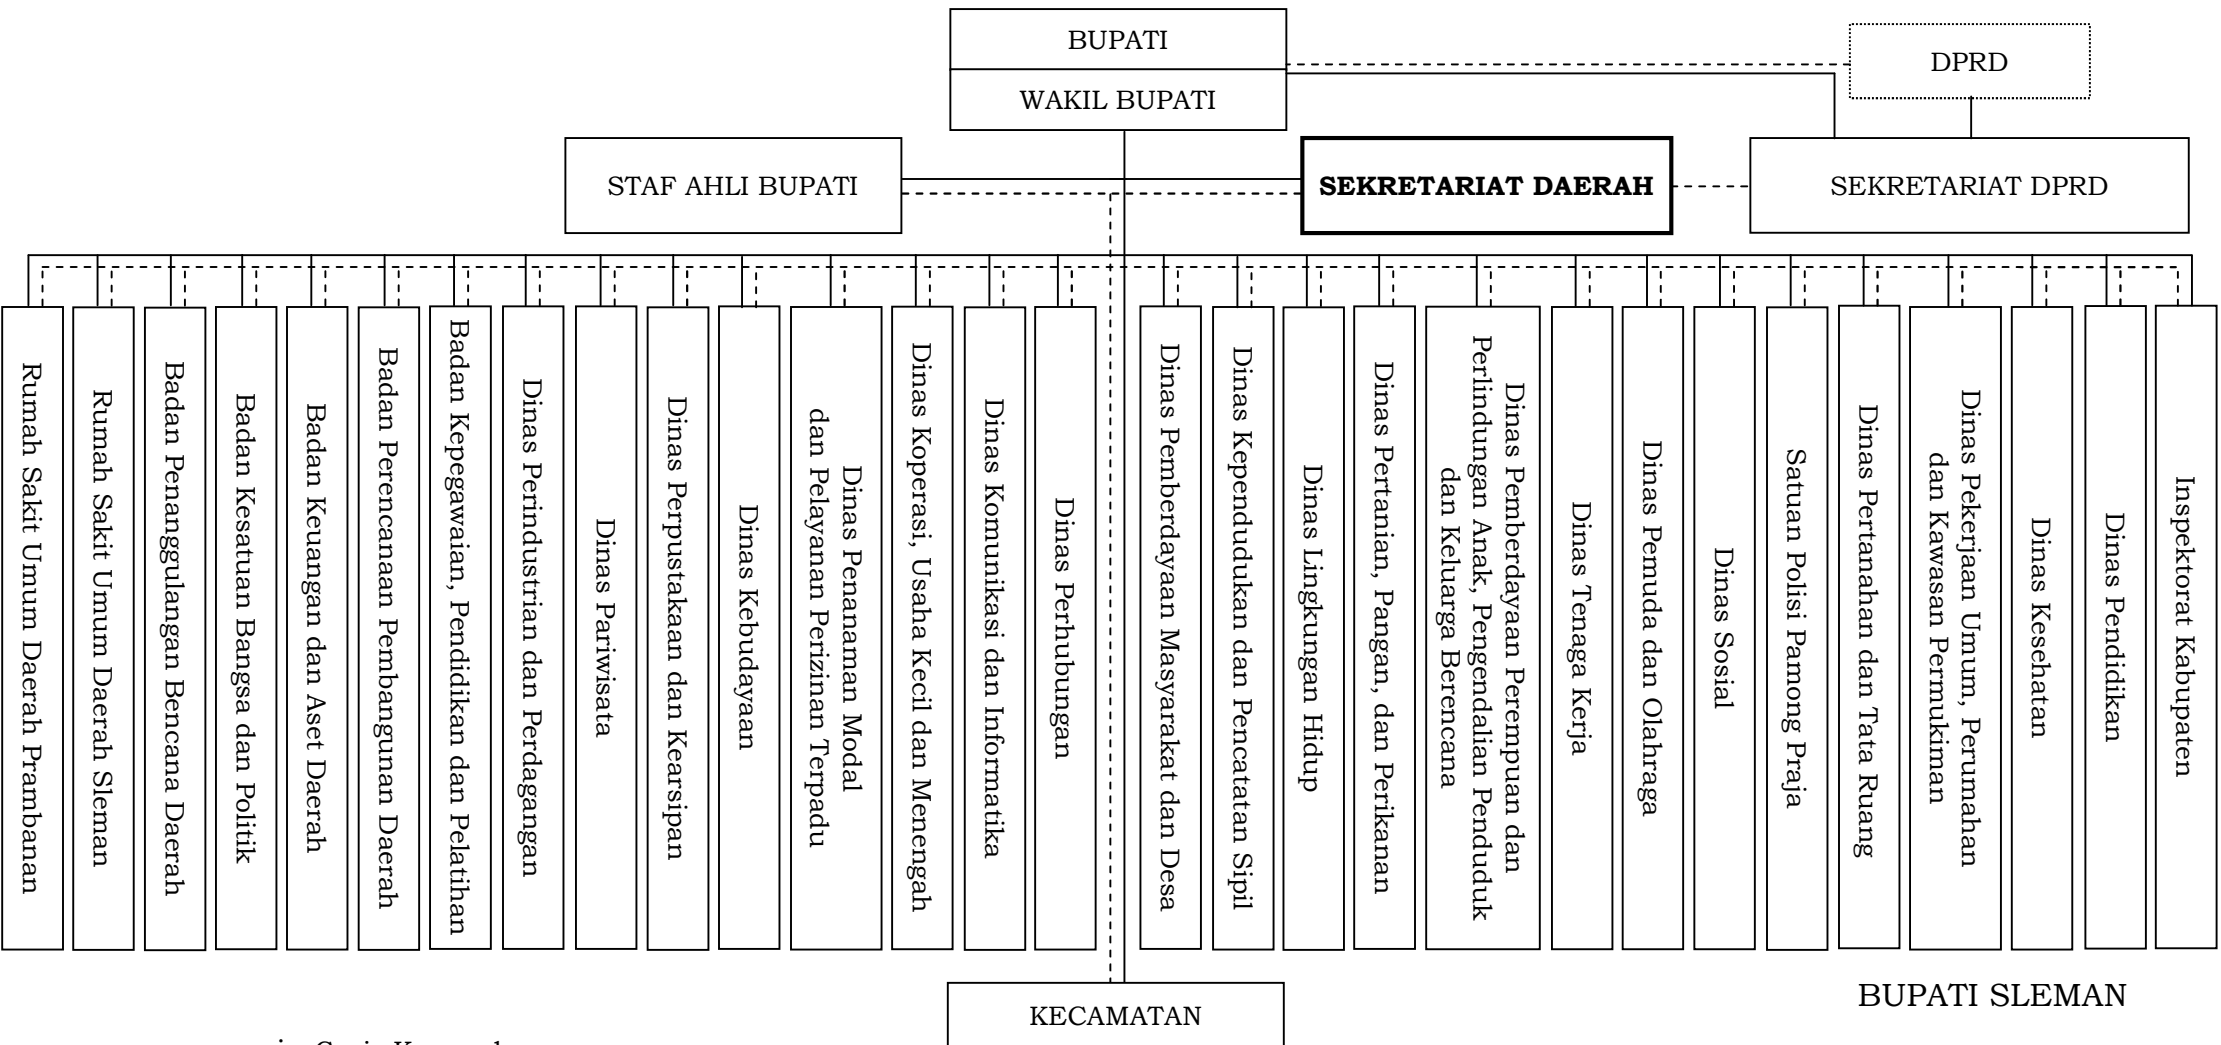 BUPATI
DPRD
WAKIL BUPATI
STAF AHLI BUPATI
SEKRETARIAT DAERAH
SEKRETARIAT DPRD
Rumah Sakit Umum Daerah Prambanan
Rumah Sakit Umum Daerah Sleman
Badan Penanggulangan Bencana Daerah
Badan Kesatuan Bangsa dan Politik
Badan Keuangan dan Aset Daerah
Badan Perencanaan Pembangunan Daerah
Badan Kepegawaian, Pendidikan dan Pelatihan
Dinas Perindustrian dan Perdagangan
Dinas Pariwisata
Dinas Perpustakaan dan Kearsipan
Dinas Kebudayaan
Dinas Penanaman Modal
dan Pelayanan Perizinan Terpadu
Dinas Koperasi, Usaha Kecil dan Menengah
Dinas Komunikasi dan Informatika
Dinas Perhubungan
Dinas Pemberdayaan Masyarakat dan Desa
Dinas Kependudukan dan Pencatatan Sipil
Dinas Lingkungan Hidup
Dinas Pertanian, Pangan, dan Perikanan
Dinas Pemberdayaan Perempuan dan
Perlindungan Anak, Pengendalian Penduduk
dan Keluarga Berencana
Dinas Tenaga Kerja
Dinas Pemuda dan Olahraga
Dinas Sosial
Satuan Polisi Pamong Praja
Dinas Pertanahan dan Tata Ruang
Dinas Pekerjaan Umum, Perumahan
dan Kawasan Permukiman
Dinas Kesehatan
Dinas Pendidikan
Inspektorat Kabupaten
BUPATI SLEMAN
KECAMATAN